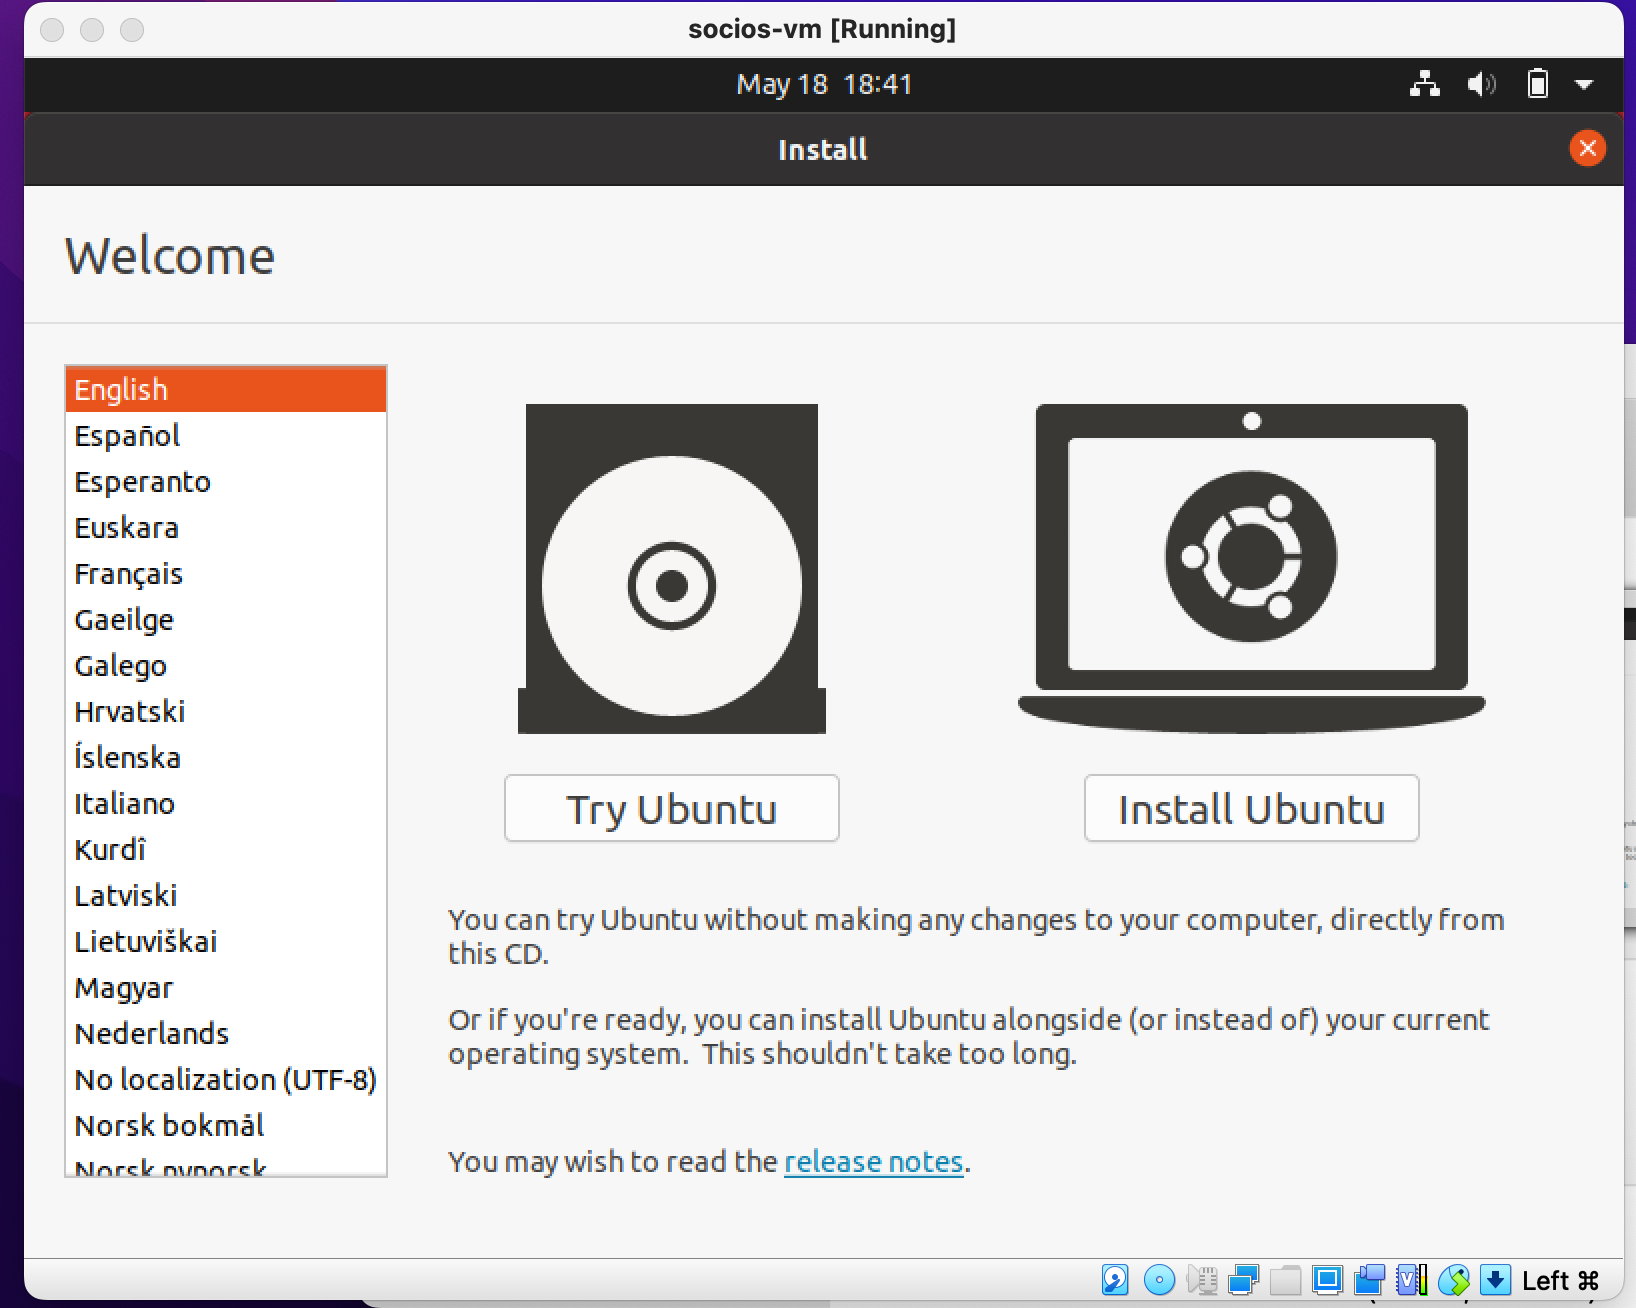 socios-vm [Running]
May 18 18:41
Install
Welcome
English
Español
Esperanto
Euskara
Français
Gaeilge
Galego
Hrvatski
Íslenska
Italiano
Kurdî
Latviski
Lietuviškai
Magyar
Nederlands
No localization (UTF-8)
Norsk bokmål
Norsk nynorsk
Try Ubuntu
Install Ubuntu
You can try Ubuntu without making any changes to your computer, directly from
this CD.
Or if you're ready, you can install Ubuntu alongside (or instead of) your current
operating system. This shouldn't take too long.
You may wish to read the release notes.
Left ⌘